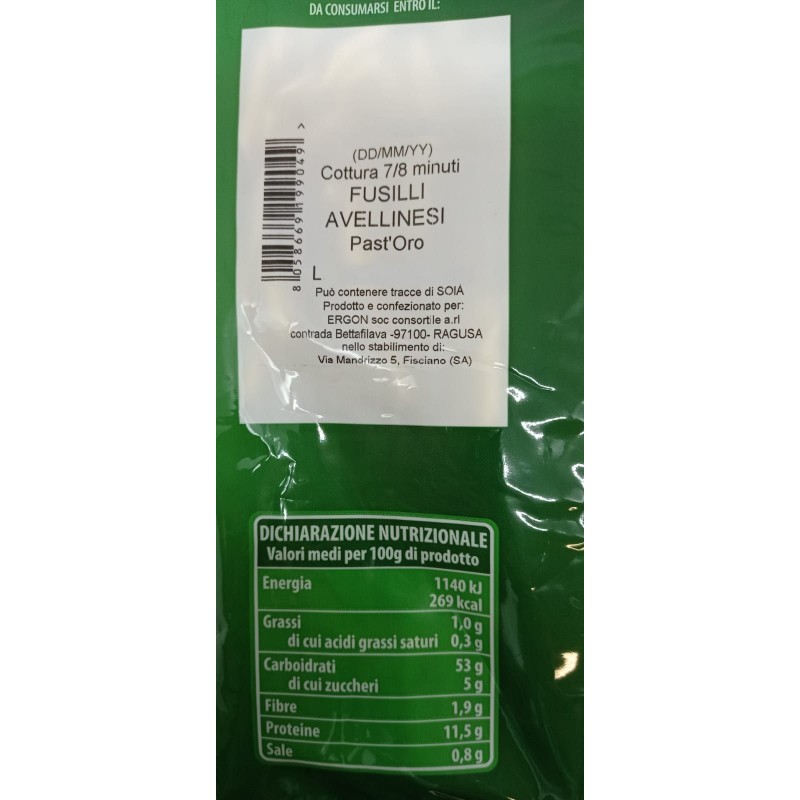 DA CONSUMARSI ENTRO IL:
(DD/MM/YY)
Cottura 7/8 minuti
FUSILLI
AVELLINESI
Past'Oro
L
Può contenere tracce di SOIA
Prodotto e confezionato per:
ERGON soc consortile a.rl
contrada Bettafilava -97100- RAGUSA
nello stabilimento di:
Via Mandrizzo 5, Fisciano (SA)
8 058669 199049 >
DICHIARAZIONE NUTRIZIONALE
Valori medi per 100g di prodotto
Energia 1140 kJ
269 kcal
Grassi 1,0 g
di cui acidi grassi saturi 0,3 g
Carboidrati 53 g
di cui zuccheri 5 g
Fibre 1,9 g
Proteine 11,5 g
Sale 0,8 g